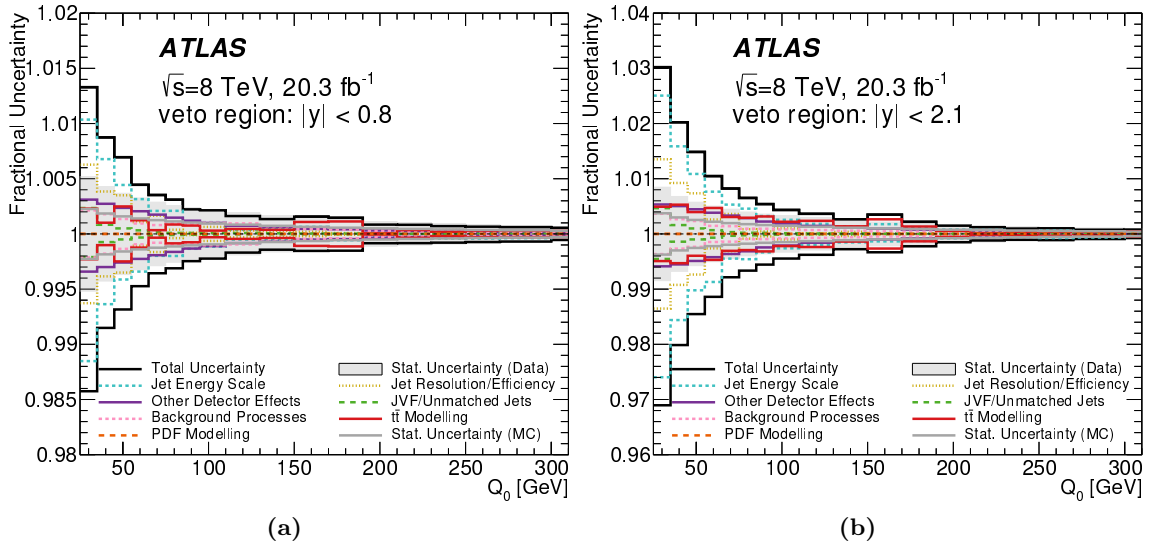 Fractional Uncertainty
1.02
1.015
1.01
1.005
1
0.995
0.99
0.985
0.98
ATLAS
√s=8 TeV, 20.3 fb⁻¹
veto region: |y| < 0.8
Total Uncertainty
Jet Energy Scale
Other Detector Effects
Background Processes
PDF Modelling
Stat. Uncertainty (Data)
Jet Resolution/Efficiency
JVF/Unmatched Jets
tt̄ Modelling
Stat. Uncertainty (MC)
50 100 150 200 250 300
Q₀ [GeV]
(a)
Fractional Uncertainty
1.04
1.03
1.02
1.01
1
0.99
0.98
0.97
0.96
ATLAS
√s=8 TeV, 20.3 fb⁻¹
veto region: |y| < 2.1
Total Uncertainty
Jet Energy Scale
Other Detector Effects
Background Processes
PDF Modelling
Stat. Uncertainty (Data)
Jet Resolution/Efficiency
JVF/Unmatched Jets
tt̄ Modelling
Stat. Uncertainty (MC)
50 100 150 200 250 300
Q₀ [GeV]
(b)